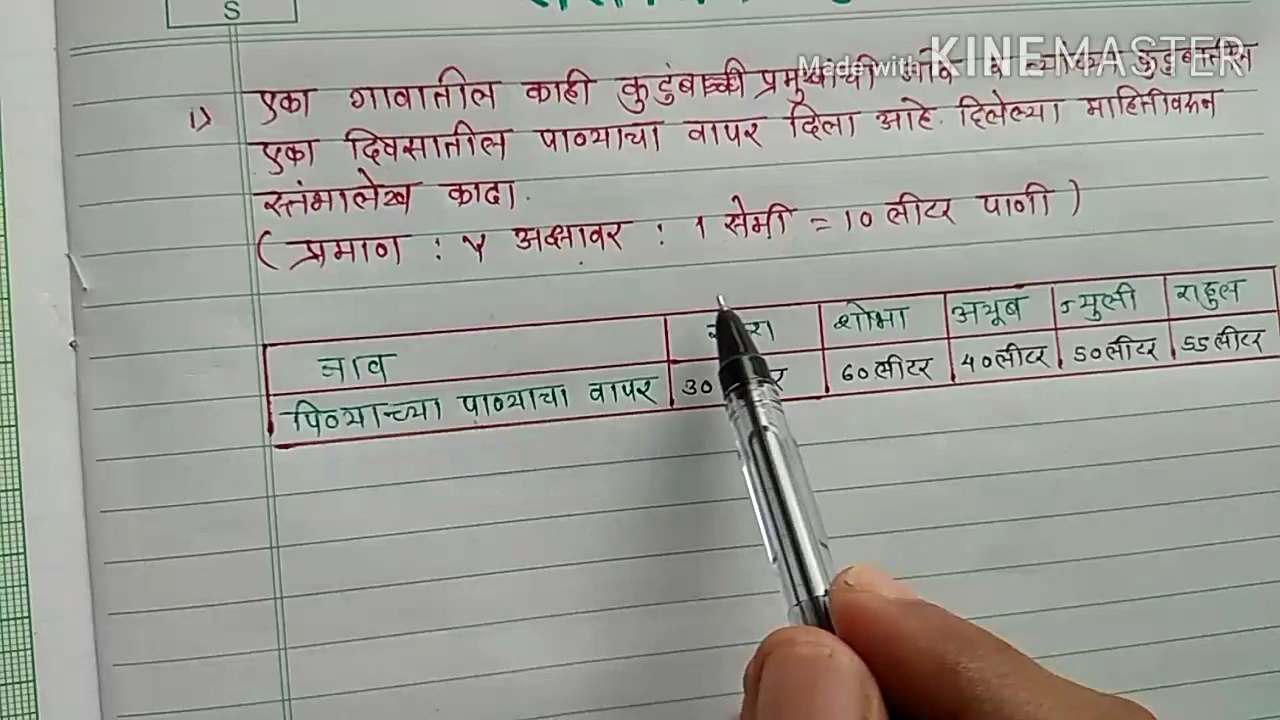 S
Made with KINEMASTER
1) एका गावातील काही कुटुंबाची प्रमुखांची व त्यांच्या कुटुंबातील
एका दिवसातील पाण्याचा वापर दिला आहे. दिलेल्या माहितीवरून
स्तंभालेख काढा.
( प्रमाण : Y अक्षावर : 1 सेमी = 10 लीटर पाणी )
नाव शोभा अयूब ज्युली राहुल
पिण्याच्या पाण्याचा वापर 30 60 लीटर 40 लीटर 50 लीटर 55 लीटर